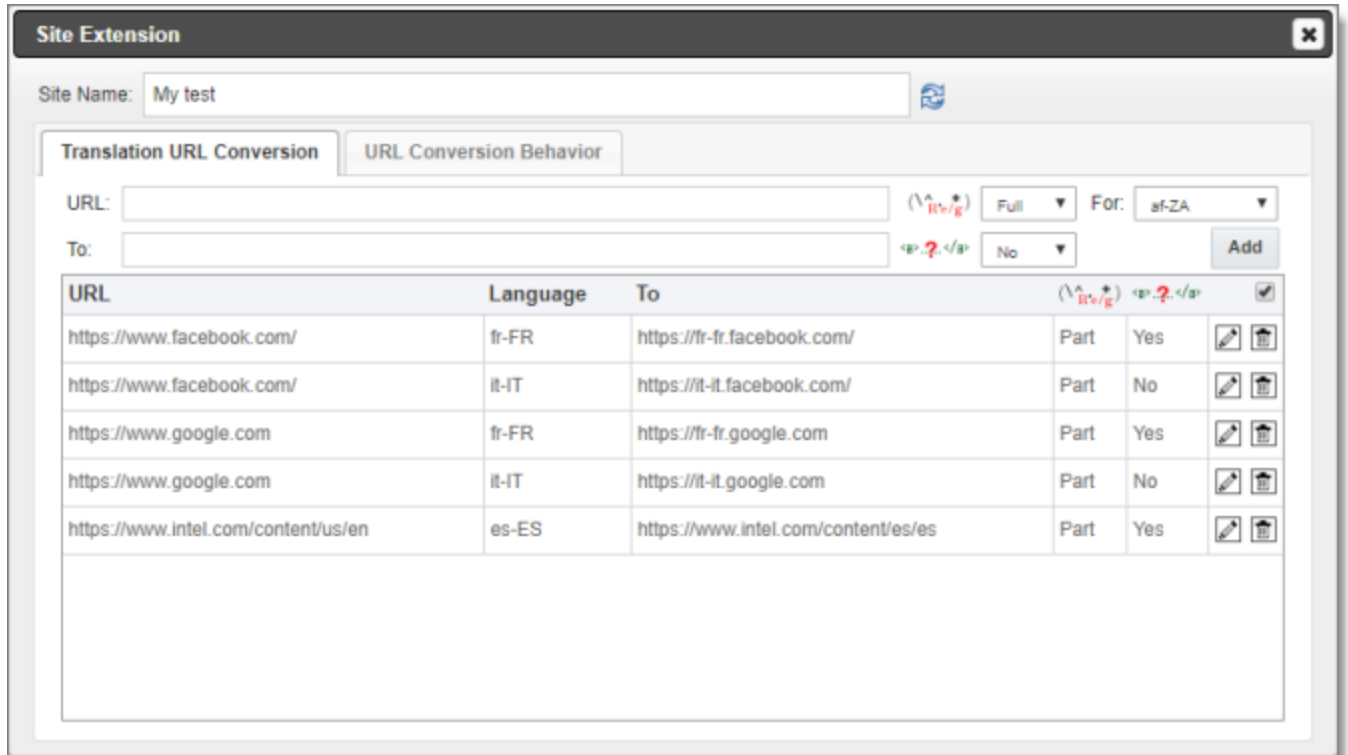 Site Extension
Site Name: My test
Translation URL Conversion URL Conversion Behavior
URL: (\^.,*) Re/g Full For: af-ZA
To: <g>..?..</g> No Add
URL Language To (\^.,*) Re/g <g>..?..</g>
https://www.facebook.com/ fr-FR https://fr-fr.facebook.com/ Part Yes
https://www.facebook.com/ it-IT https://it-it.facebook.com/ Part No
https://www.google.com fr-FR https://fr-fr.google.com Part Yes
https://www.google.com it-IT https://it-it.google.com Part No
https://www.intel.com/content/us/en es-ES https://www.intel.com/content/es/es Part Yes